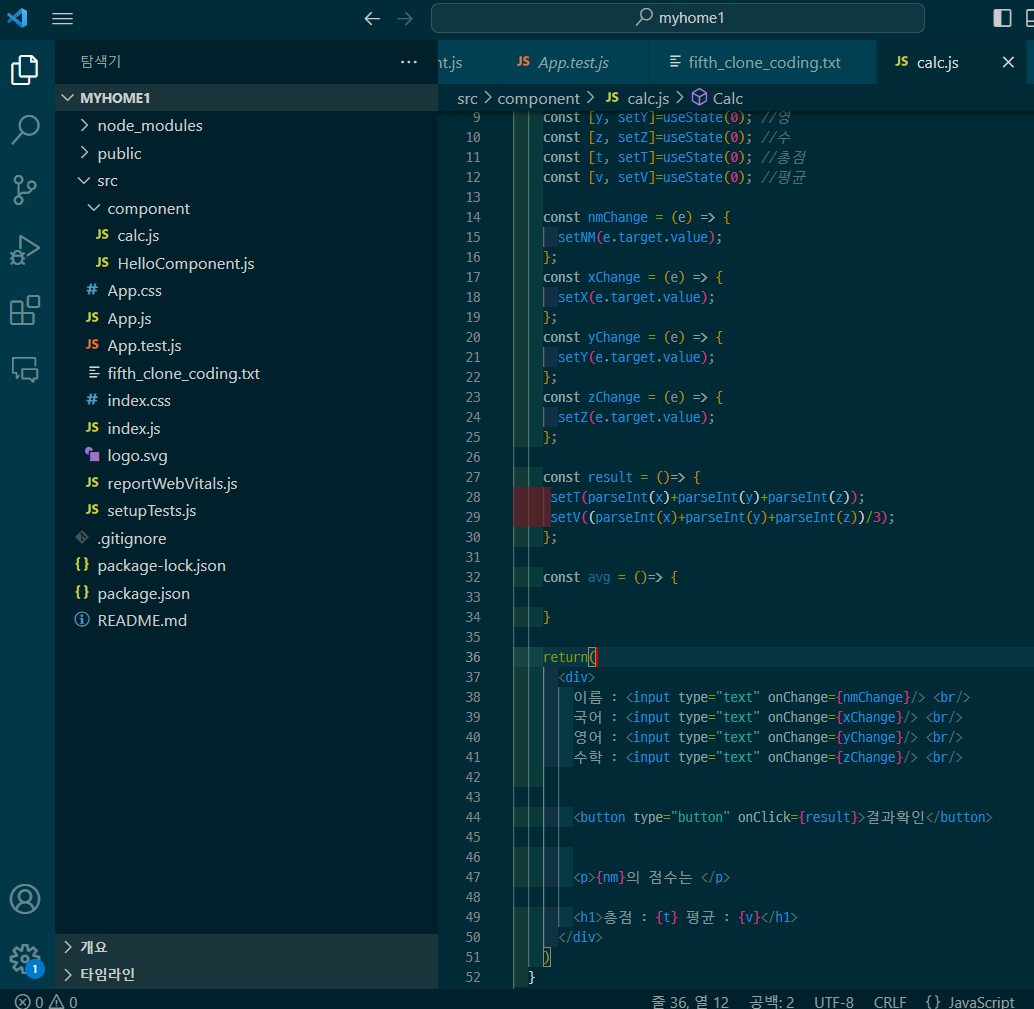 myhome1
탐색기
nt.js
App.test.js
fifth_clone_coding.txt
JS calc.js
MYHOME1
node_modules
public
src
component
JS calc.js
JS HelloComponent.js
# App.css
JS App.js
JS App.test.js
fifth_clone_coding.txt
# index.css
JS index.js
logo.svg
JS reportWebVitals.js
JS setupTests.js
.gitignore
{} package-lock.json
{} package.json
README.md
개요
타임라인
src > component > JS calc.js > Calc
9 const [y, setY]=useState(0); //영
10 const [z, setZ]=useState(0); //수
11 const [t, setT]=useState(0); //총점
12 const [v, setV]=useState(0); //평균
13
14 const nmChange = (e) => {
15 setNM(e.target.value);
16 };
17 const xChange = (e) => {
18 setX(e.target.value);
19 };
20 const yChange = (e) => {
21 setY(e.target.value);
22 };
23 const zChange = (e) => {
24 setZ(e.target.value);
25 };
26
27 const result = ()=> {
28 setT(parseInt(x)+parseInt(y)+parseInt(z));
29 setV((parseInt(x)+parseInt(y)+parseInt(z))/3);
30 };
31
32 const avg = ()=> {
33
34 }
35
36 return(
37 <div>
38 이름 : <input type="text" onChange={nmChange}/> <br/>
39 국어 : <input type="text" onChange={xChange}/> <br/>
40 영어 : <input type="text" onChange={yChange}/> <br/>
41 수학 : <input type="text" onChange={zChange}/> <br/>
42
43
44 <button type="button" onClick={result}>결과확인</button>
45
46
47 <p>{nm}의 점수는 </p>
48
49 <h1>총점 : {t} 평균 : {v}</h1>
50 </div>
51 )
52 }
1
0 0
줄 36, 열 12 공백: 2 UTF-8 CRLF {} JavaScript